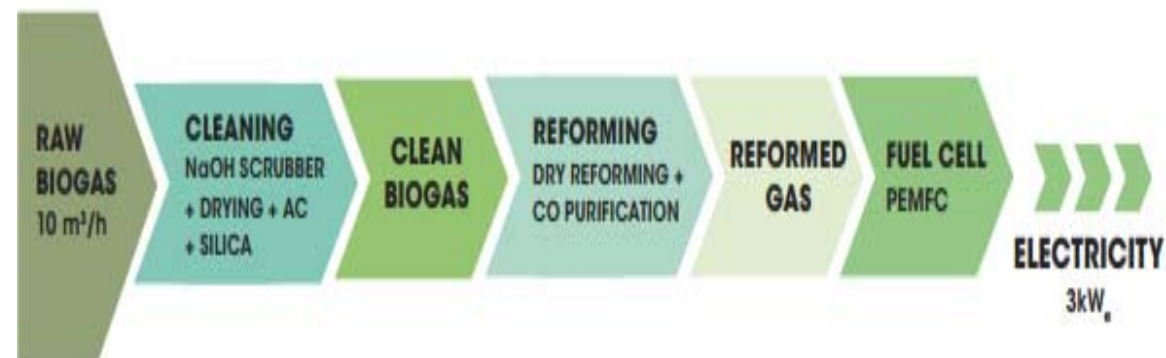 RAW
BIOGAS
10 m³/h
CLEANING
NaOH SCRUBBER
+ DRYING + AC
+ SILICA
CLEAN
BIOGAS
REFORMING
DRY REFORMING +
CO PURIFICATION
REFORMED
GAS
FUEL CELL
PEMFC
ELECTRICITY
3kWₑ